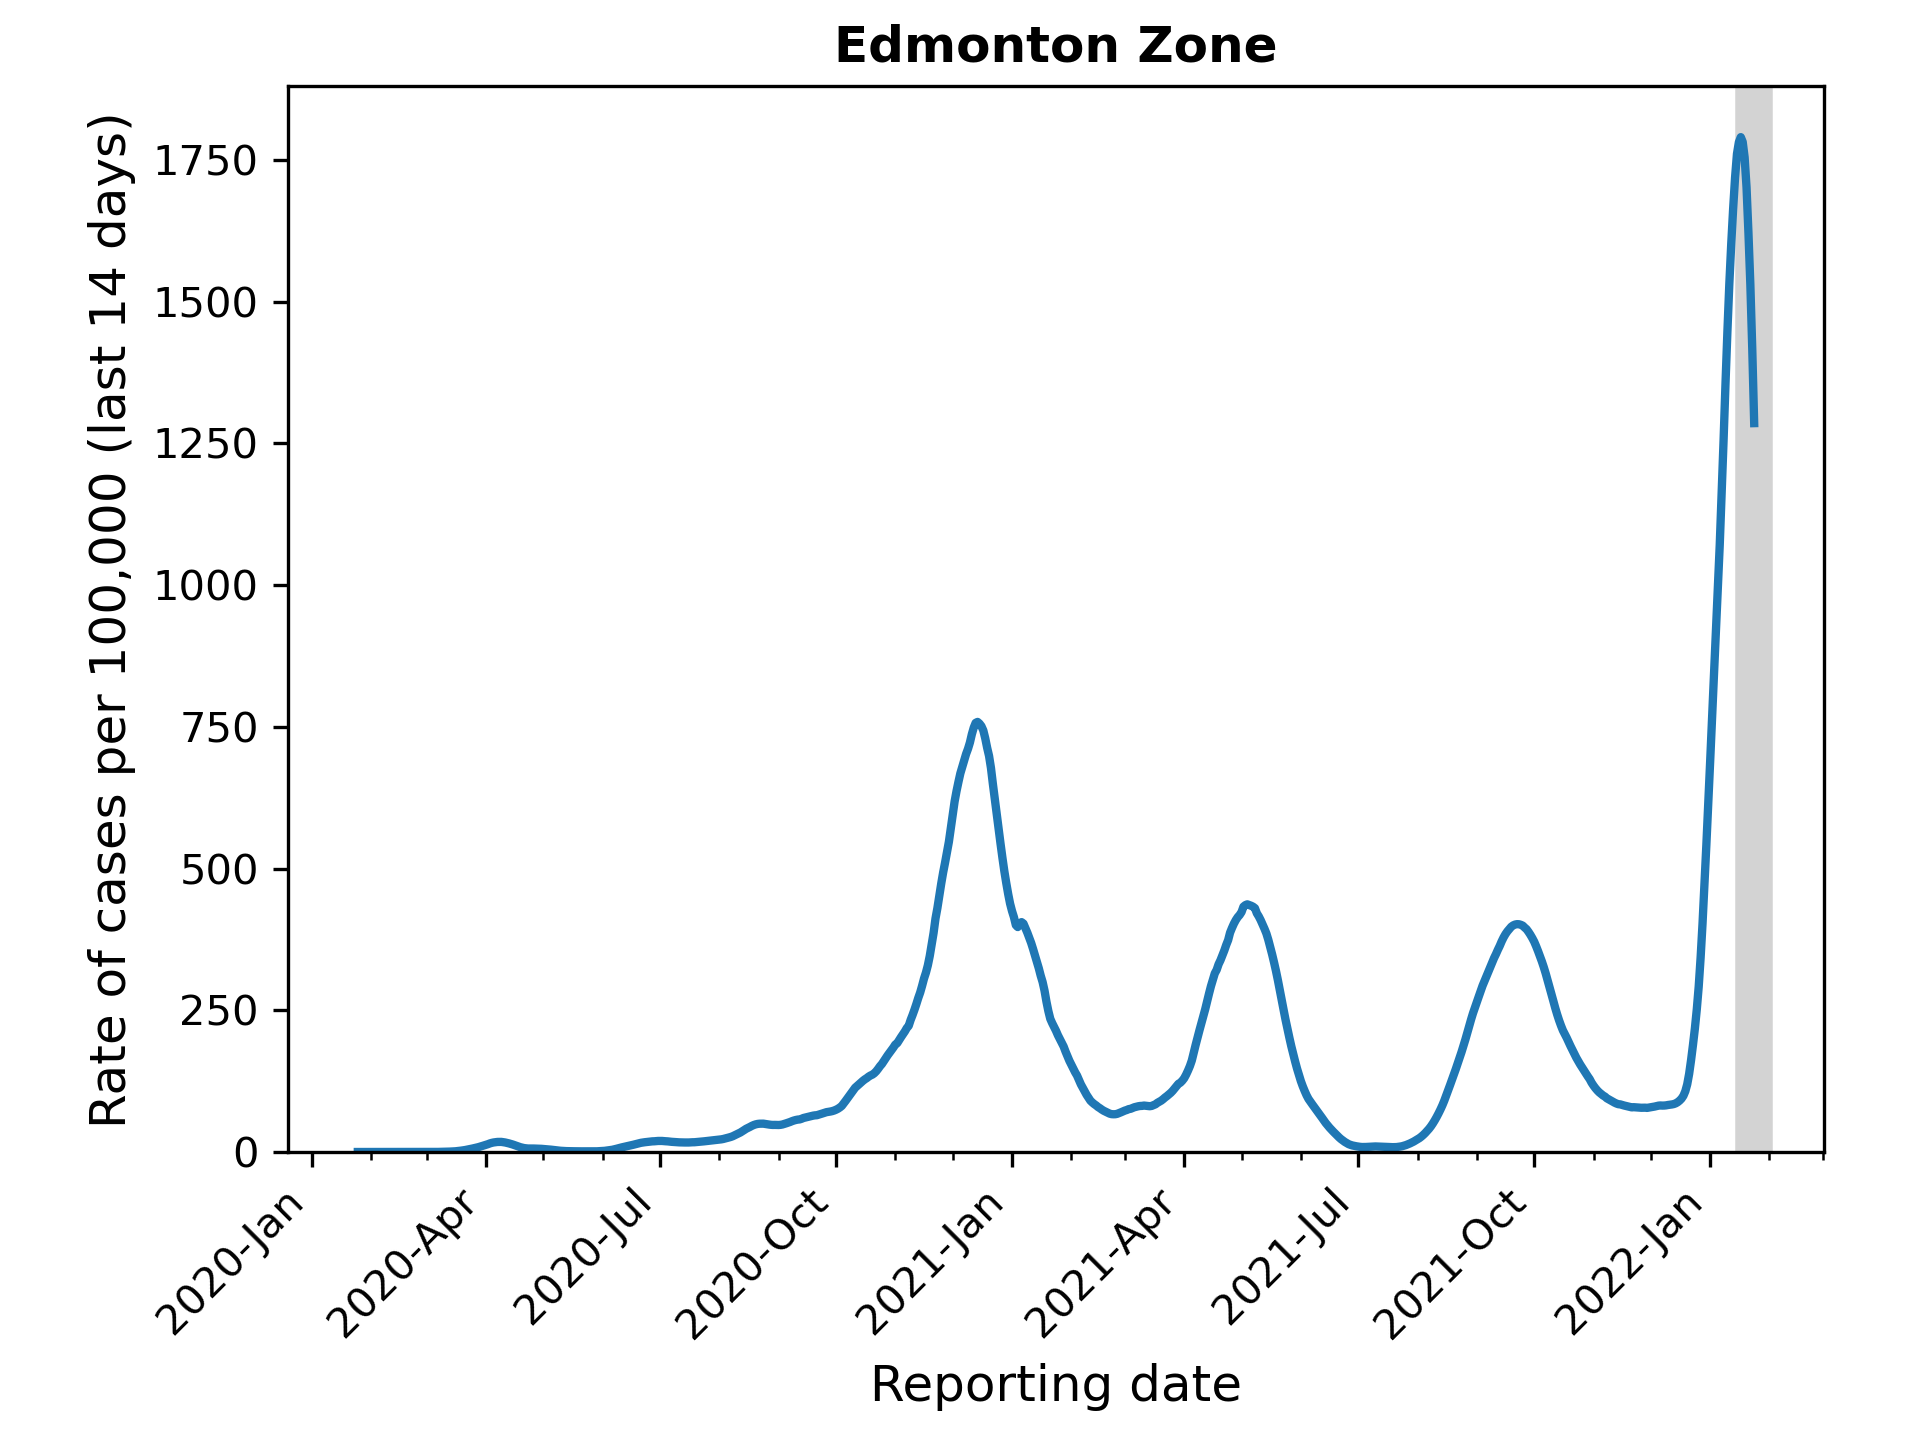 Edmonton Zone
Rate of cases per 100,000 (last 14 days)
1750
1500
1250
1000
750
500
250
0
2020-Jan
2020-Apr
2020-Jul
2020-Oct
2021-Jan
2021-Apr
2021-Jul
2021-Oct
2022-Jan
Reporting date